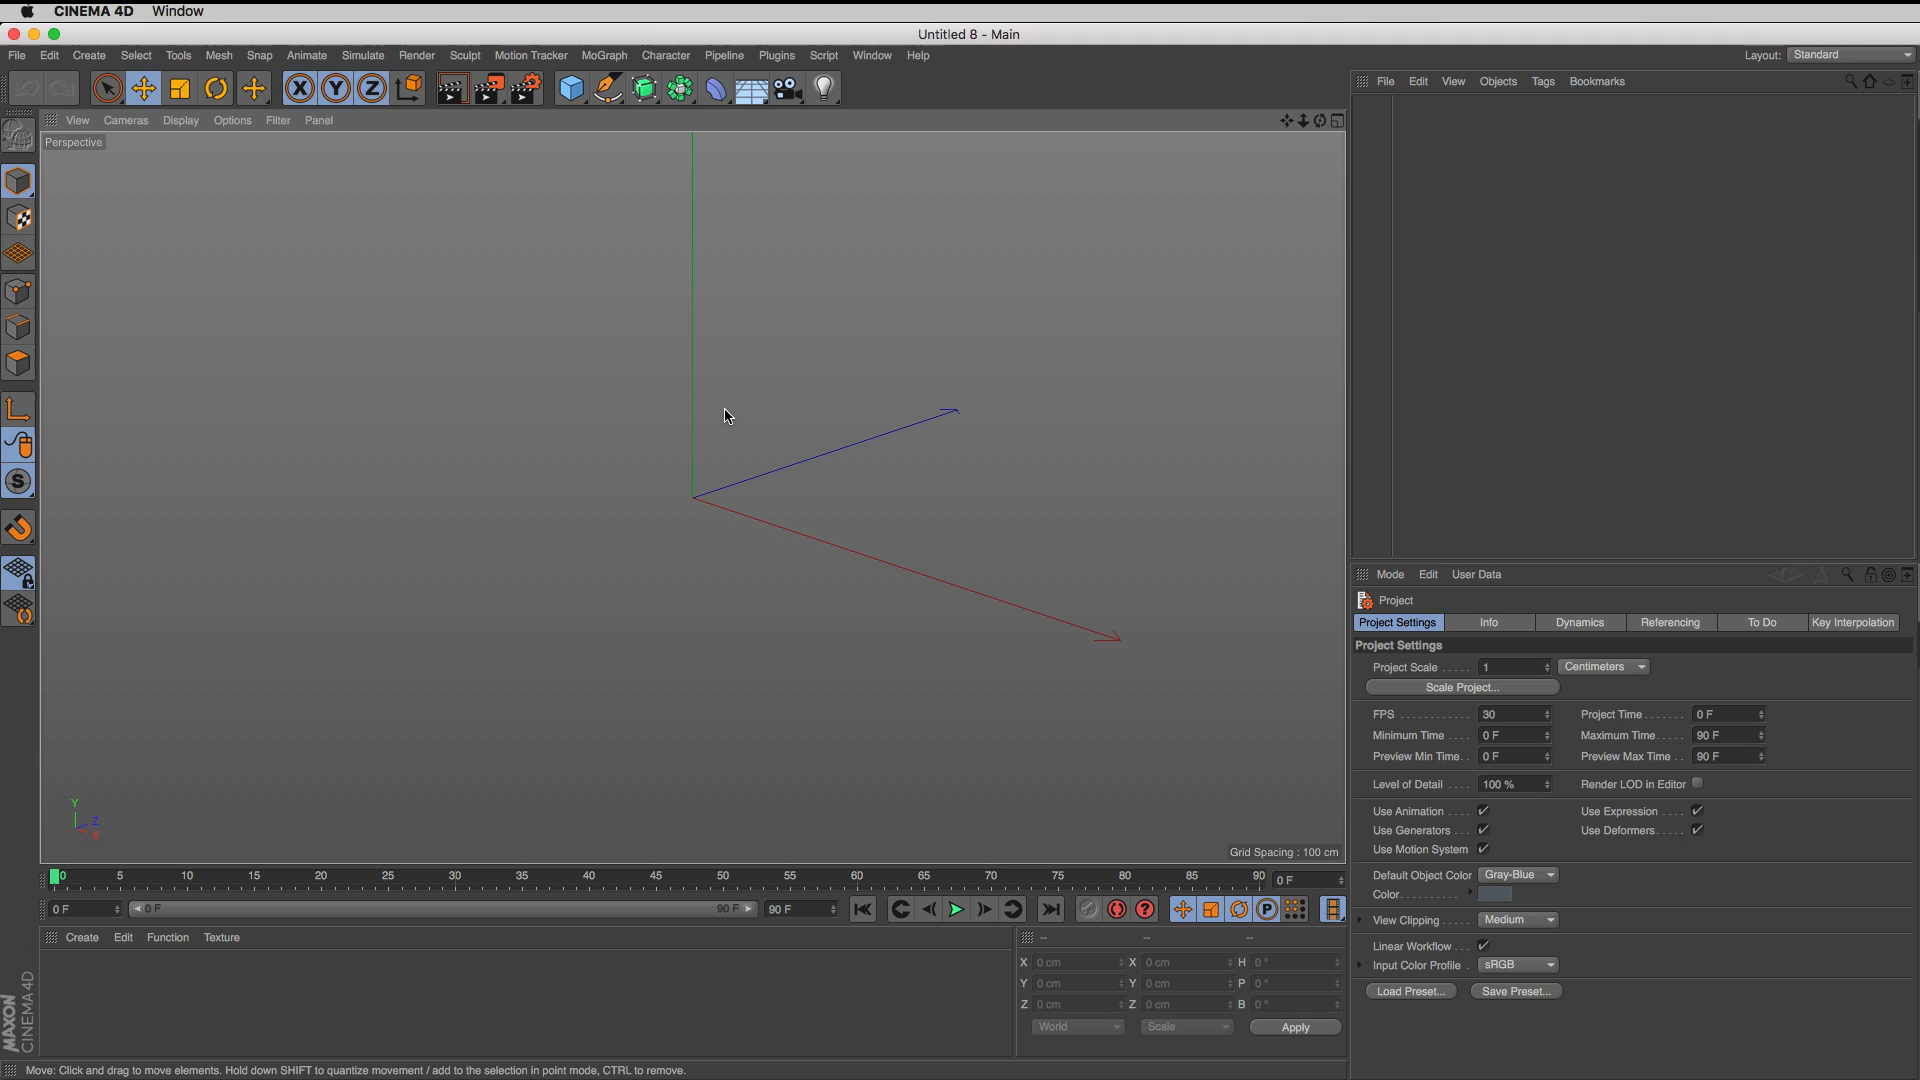 CINEMA 4D Window
Untitled 8 - Main
File Edit Create Select Tools Mesh Snap Animate Simulate Render Sculpt Motion Tracker MoGraph Character Pipeline Plugins Script Window Help
Layout: Standard
X Y Z
File Edit View Objects Tags Bookmarks
View Cameras Display Options Filter Panel
Perspective
S
Y
Z
X
Grid Spacing : 100 cm
Mode Edit User Data
Project
Project Settings Info Dynamics Referencing To Do Key Interpolation
Project Settings
Project Scale ..... 1 Centimeters
Scale Project...
FPS ............ 30 Project Time ....... 0 F
Minimum Time .... 0 F Maximum Time..... 90 F
Preview Min Time. . 0 F Preview Max Time . . 90 F
Level of Detail .... 100 % Render LOD in Editor
Use Animation .... Use Expression ....
Use Generators ... Use Deformers.....
Use Motion System
Default Object Color Gray-Blue
Color..........
View Clipping ..... Medium
Linear Workflow ...
Input Color Profile . sRGB
Load Preset... Save Preset...
0 5 10 15 20 25 30 35 40 45 50 55 60 65 70 75 80 85 90 0 F
0 F 0 F 90 F 90 F ? P
Create Edit Function Texture
-- -- --
X 0 cm X 0 cm H 0 °
Y 0 cm Y 0 cm P 0 °
Z 0 cm Z 0 cm B 0 °
World Scale Apply
MAXON
CINEMA 4D
Move: Click and drag to move elements. Hold down SHIFT to quantize movement / add to the selection in point mode, CTRL to remove.